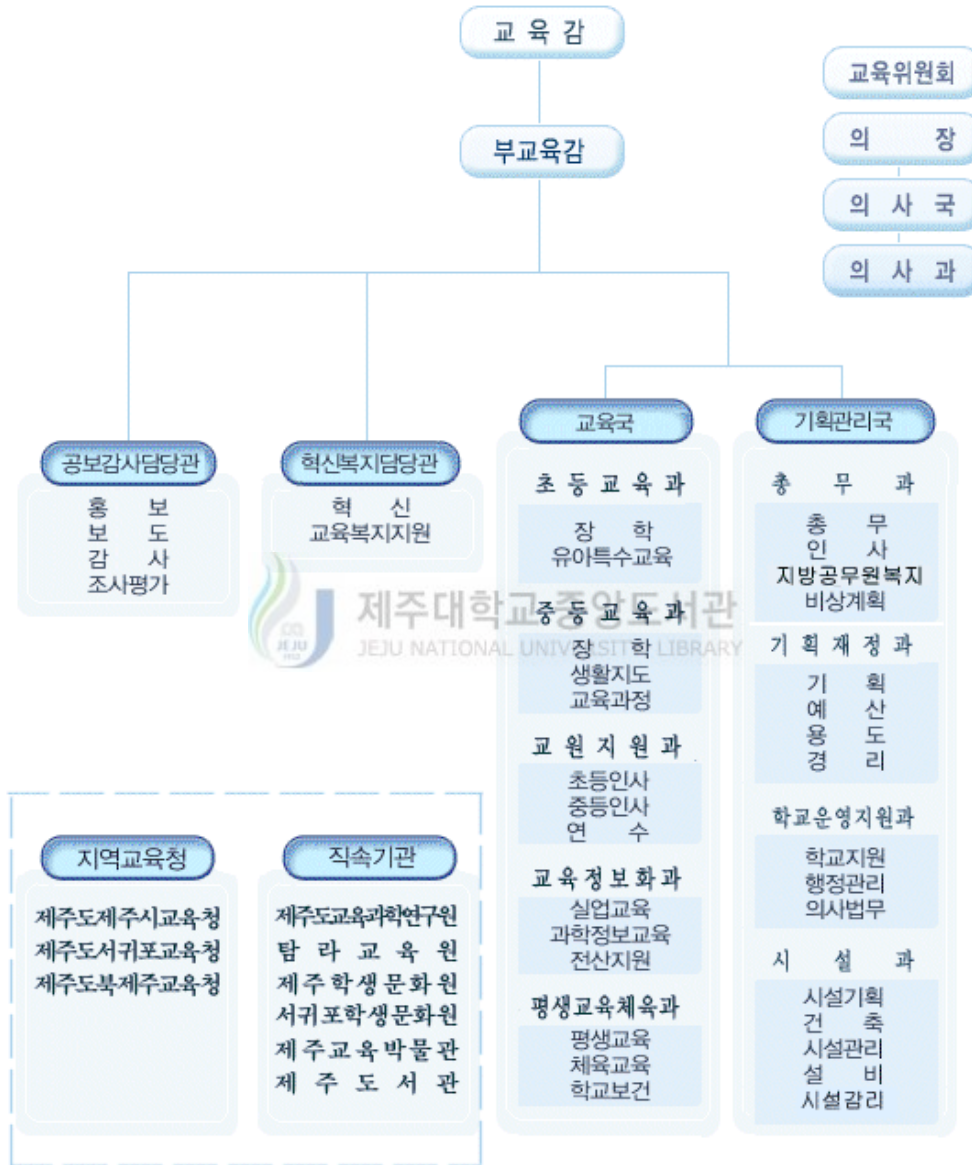 교 육 감
부교육감
교육위원회
의 장
의 사 국
의 사 과
공보감사담당관
홍 보
보 도
감 사
조사평가
혁신복지담당관
혁 신
교육복지지원
교육국
초 등 교 육 과
장 학
유아특수교육
중 등 교 육 과
장 학
생활지도
교육과정
교 원 지 원 과
초등인사
중등인사
연 수
교 육 정 보 화 과
실업교육
과학정보교육
전산지원
평생교육체육과
평생교육
체육교육
학교보건
기획관리국
총 무 과
총 무
인 사
지방공무원복지
비상계획
기 획 재 정 과
기 획
예 산
용 도
경 리
학교운영지원과
학교지원
행정관리
의사법무
시 설 과
시설기획
건 축
시설관리
설 비
시설감리
지역교육청
제주도제주시교육청
제주도서귀포교육청
제주도북제주교육청
직속기관
제주도교육과학연구원
탐 라 교 육 원
제 주 학 생 문 화 원
서귀포학생문화원
제 주 교 육 박 물 관
제 주 도 서 관
제주대학교 중앙도서관
JEJU NATIONAL UNIVERSITY LIBRARY
JEJU
1952